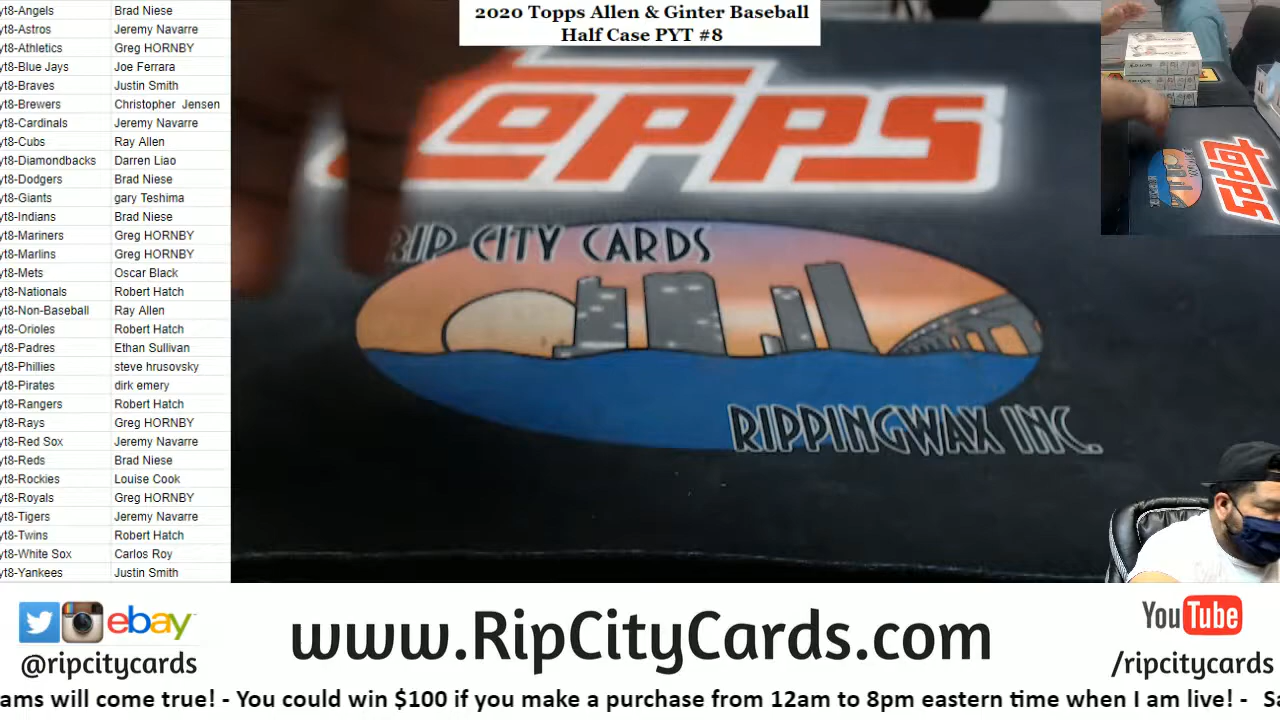 2020 Topps Allen & Ginter Baseball
Half Case PYT #8
yt8-Angels Brad Niese
yt8-Astros Jeremy Navarre
yt8-Athletics Greg HORNBY
yt8-Blue Jays Joe Ferrara
yt8-Braves Justin Smith
yt8-Brewers Christopher Jensen
yt8-Cardinals Jeremy Navarre
yt8-Cubs Ray Allen
yt8-Diamondbacks Darren Liao
yt8-Dodgers Brad Niese
yt8-Giants gary Teshima
yt8-Indians Brad Niese
yt8-Mariners Greg HORNBY
yt8-Marlins Greg HORNBY
yt8-Mets Oscar Black
yt8-Nationals Robert Hatch
yt8-Non-Baseball Ray Allen
yt8-Orioles Robert Hatch
yt8-Padres Ethan Sullivan
yt8-Phillies steve hrusovsky
yt8-Pirates dirk emery
yt8-Rangers Robert Hatch
yt8-Rays Greg HORNBY
yt8-Red Sox Jeremy Navarre
yt8-Reds Brad Niese
yt8-Rockies Louise Cook
yt8-Royals Greg HORNBY
yt8-Tigers Jeremy Navarre
yt8-Twins Robert Hatch
yt8-White Sox Carlos Roy
yt8-Yankees Justin Smith
Topps
RIP CITY CARDS
RIPPINGWAX INC.
Topps
ebay
@ripcitycards
www.RipCityCards.com
YouTube
/ripcitycards
ams will come true! - You could win $100 if you make a purchase from 12am to 8pm eastern time when I am live! - Sa